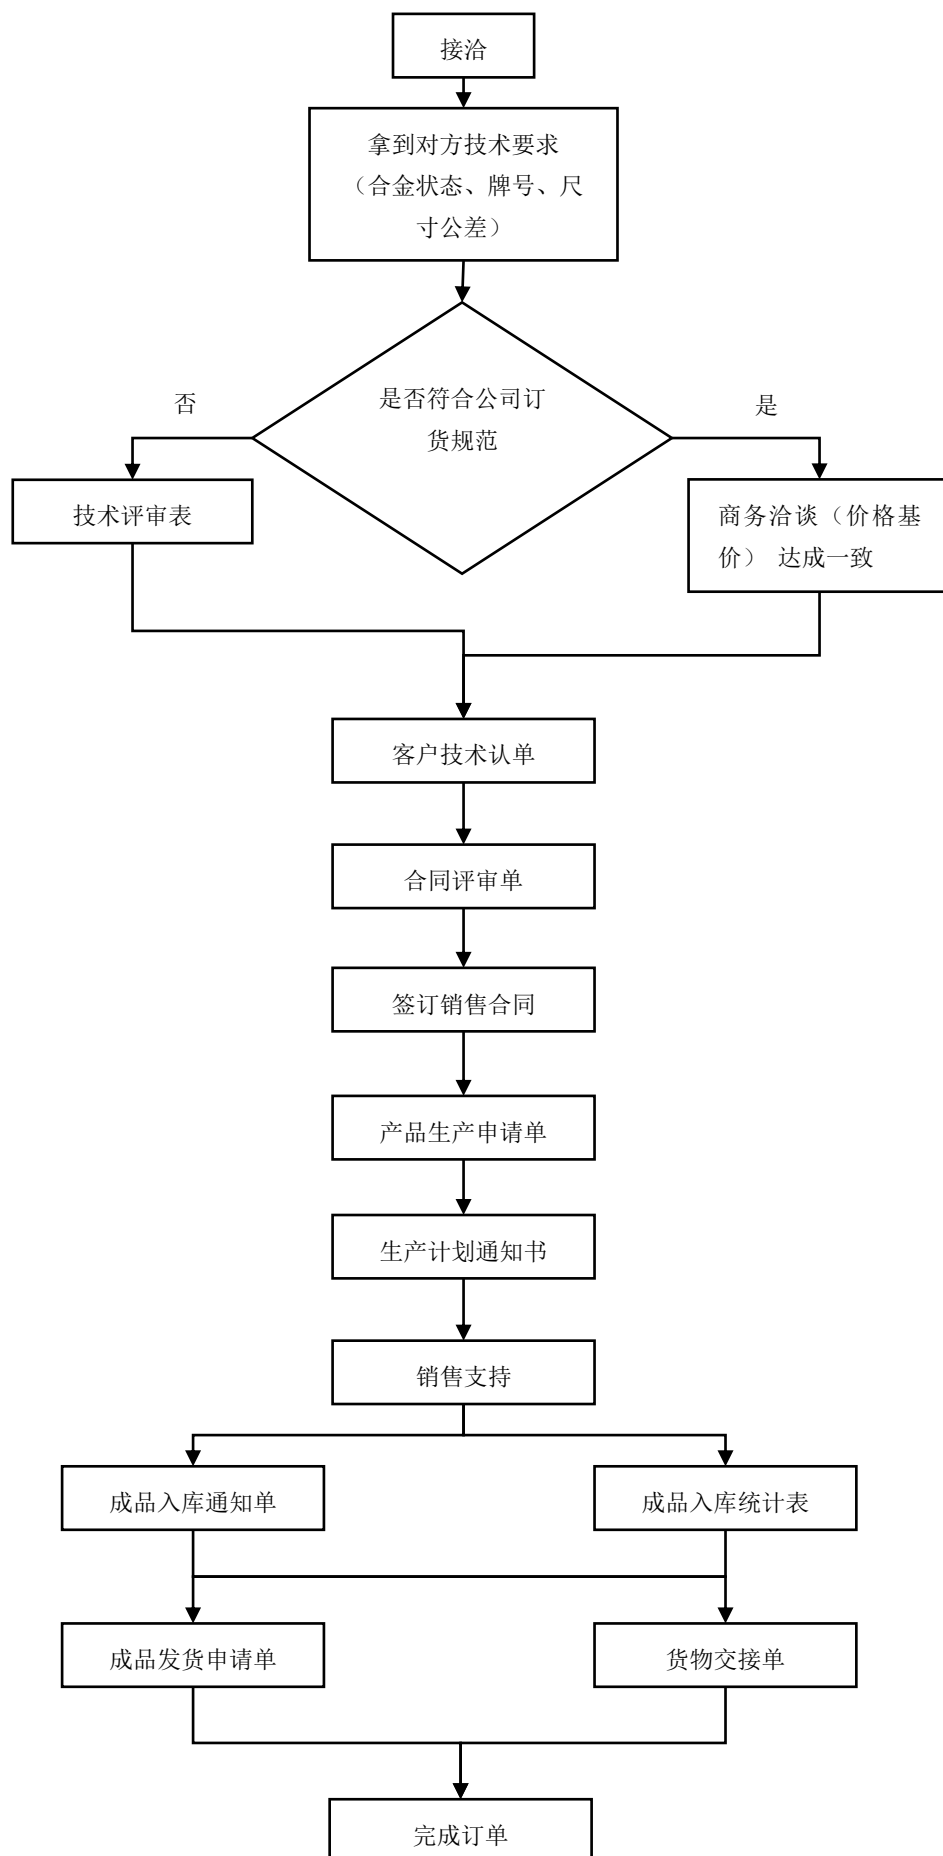 接洽
拿到对方技术要求
（合金状态、牌号、尺
寸公差）
是否符合公司订
货规范
否
是
技术评审表
商务洽谈（价格基
价） 达成一致
客户技术认单
合同评审单
签订销售合同
产品生产申请单
生产计划通知书
销售支持
成品入库通知单
成品入库统计表
成品发货申请单
货物交接单
完成订单